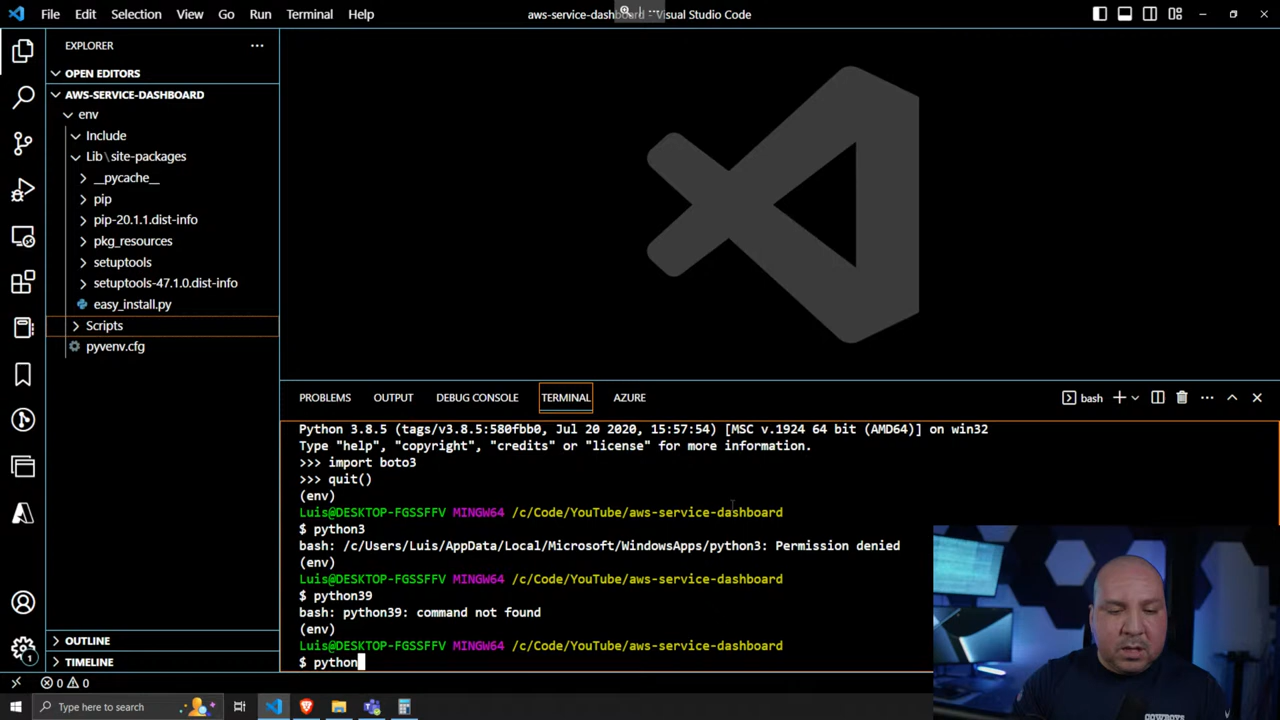 File Edit Selection View Go Run Terminal Help
aws-service-dashboard - Visual Studio Code
EXPLORER
OPEN EDITORS
AWS-SERVICE-DASHBOARD
env
Include
Lib\site-packages
__pycache__
pip
pip-20.1.1.dist-info
pkg_resources
setuptools
setuptools-47.1.0.dist-info
easy_install.py
Scripts
pyvenv.cfg
OUTLINE
TIMELINE
PROBLEMS OUTPUT DEBUG CONSOLE TERMINAL AZURE
bash
Python 3.8.5 (tags/v3.8.5:580fbb0, Jul 20 2020, 15:57:54) [MSC v.1924 64 bit (AMD64)] on win32
Type "help", "copyright", "credits" or "license" for more information.
>>> import boto3
>>> quit()
(env)
Luis@DESKTOP-FGSSFFV MINGW64 /c/Code/YouTube/aws-service-dashboard
$ python3
bash: /c/Users/Luis/AppData/Local/Microsoft/WindowsApps/python3: Permission denied
(env)
Luis@DESKTOP-FGSSFFV MINGW64 /c/Code/YouTube/aws-service-dashboard
$ python39
bash: python39: command not found
(env)
Luis@DESKTOP-FGSSFFV MINGW64 /c/Code/YouTube/aws-service-dashboard
$ python
COWBOYS
1
0 0
Type here to search